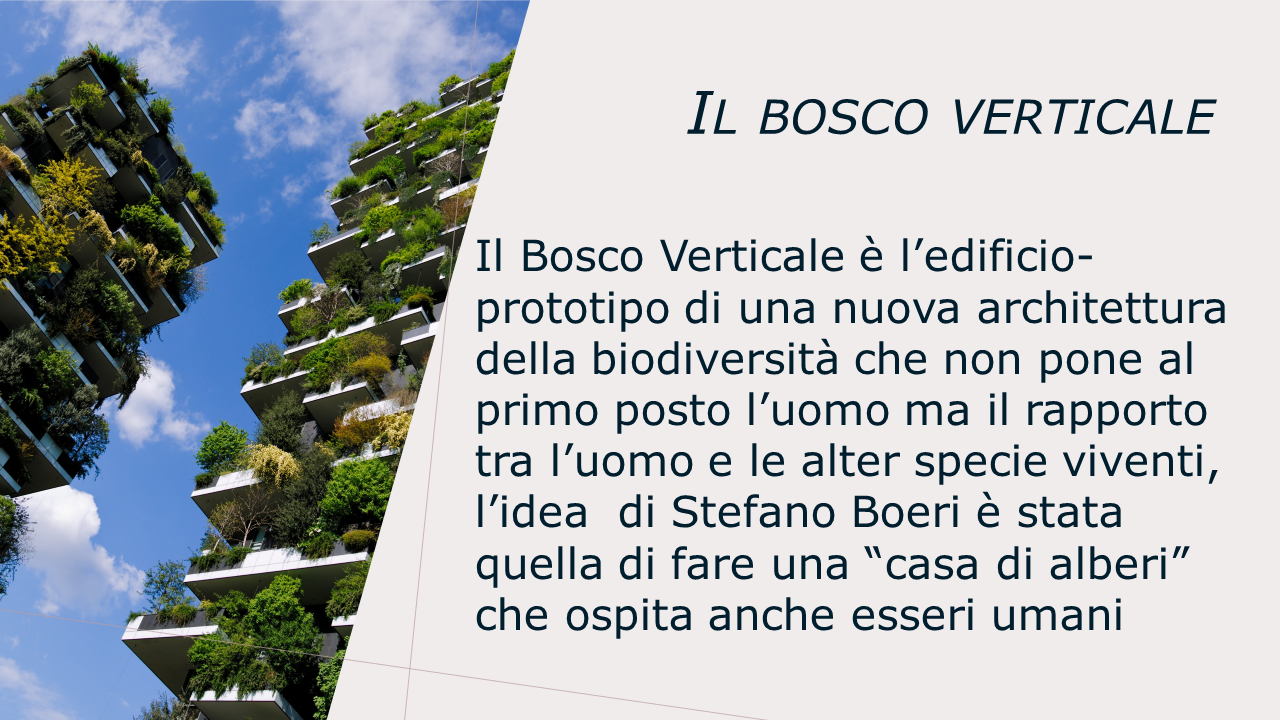 Il bosco verticale
Il Bosco Verticale è l’edificio-
prototipo di una nuova architettura
della biodiversità che non pone al
primo posto l’uomo ma il rapporto
tra l’uomo e le alter specie viventi,
l’idea  di Stefano Boeri è stata
quella di fare una “casa di alberi”
che ospita anche esseri umani